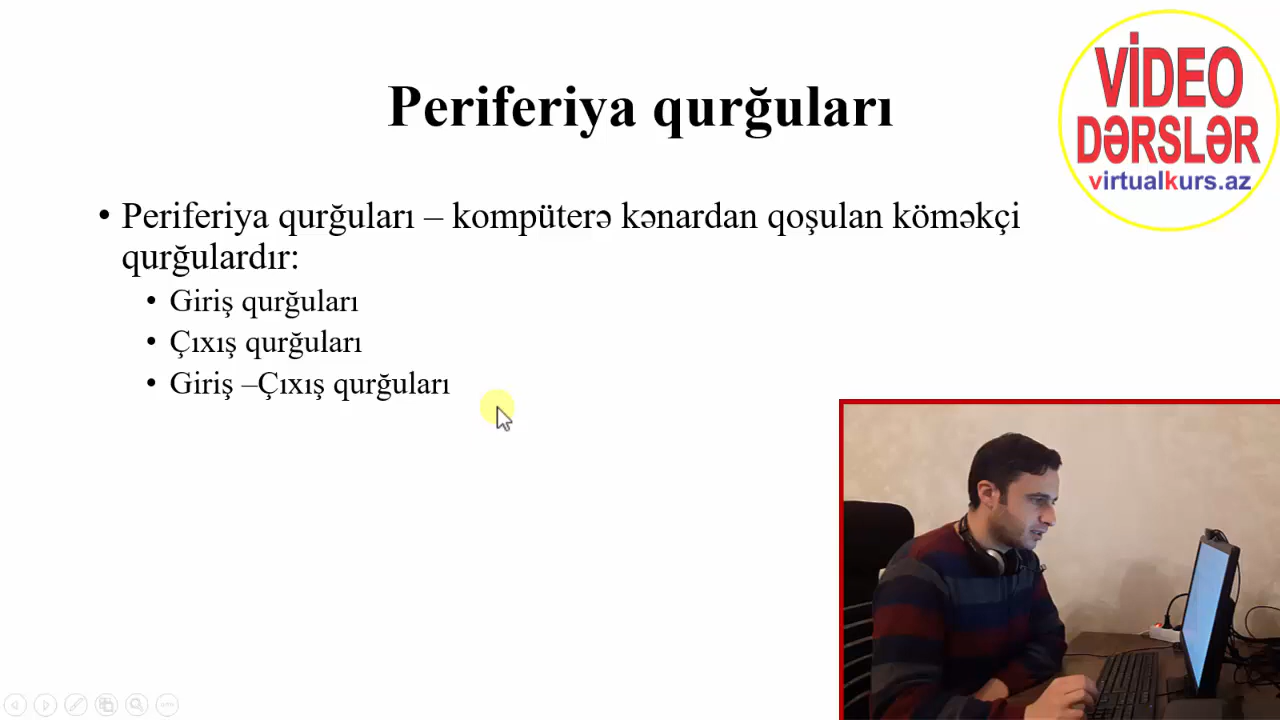 Periferiya qurğuları
VİDEO
DƏRSLƏR
virtualkurs.az
• Periferiya qurğuları – kompüterə kənardan qoşulan köməkçi
qurğulardır:
• Giriş qurğuları
• Çıxış qurğuları
• Giriş –Çıxış qurğuları